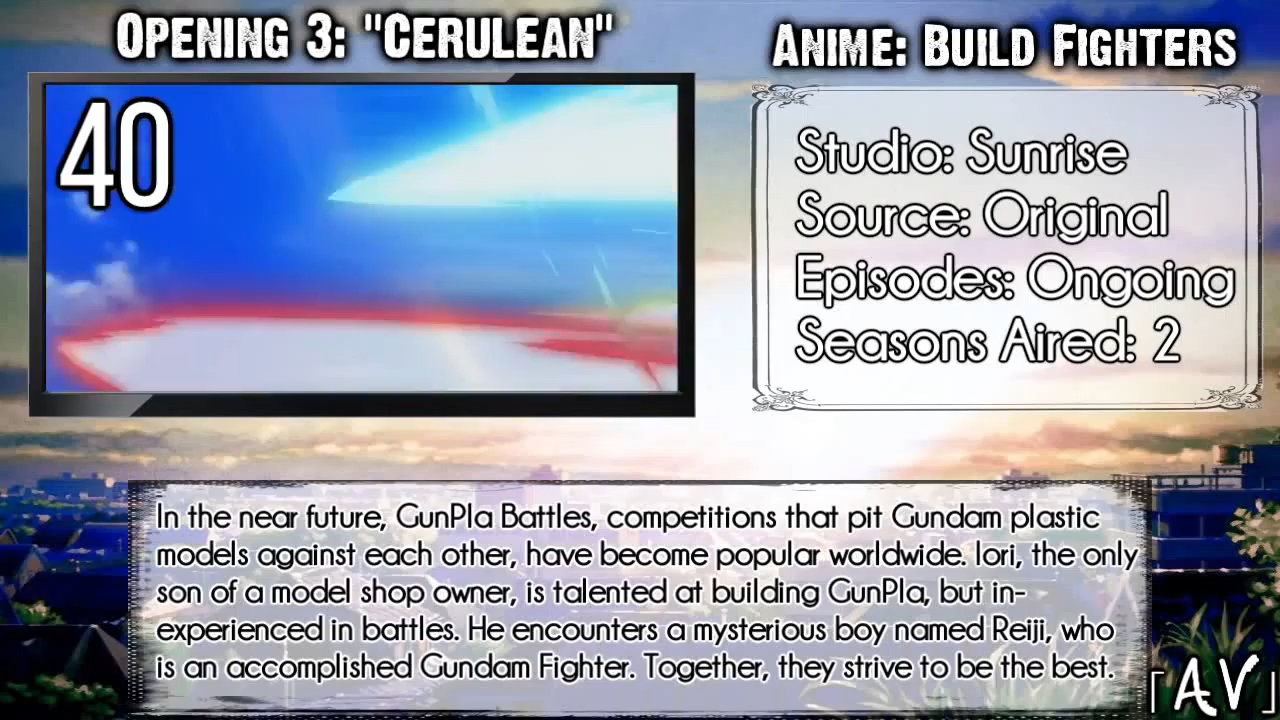 OPENING 3: "CERULEAN"
ANIME: BUILD FIGHTERS
40
Studio: Sunrise
Source: Original
Episodes: Ongoing
Seasons Aired: 2
In the near future, GunPla Battles, competitions that pit Gundam plastic
models against each other, have become popular worldwide. Iori, the only
son of a model shop owner, is talented at building GunPla, but in-
experienced in battles. He encounters a mysterious boy named Reiji, who
is an accomplished Gundam Fighter. Together, they strive to be the best.
「AV」